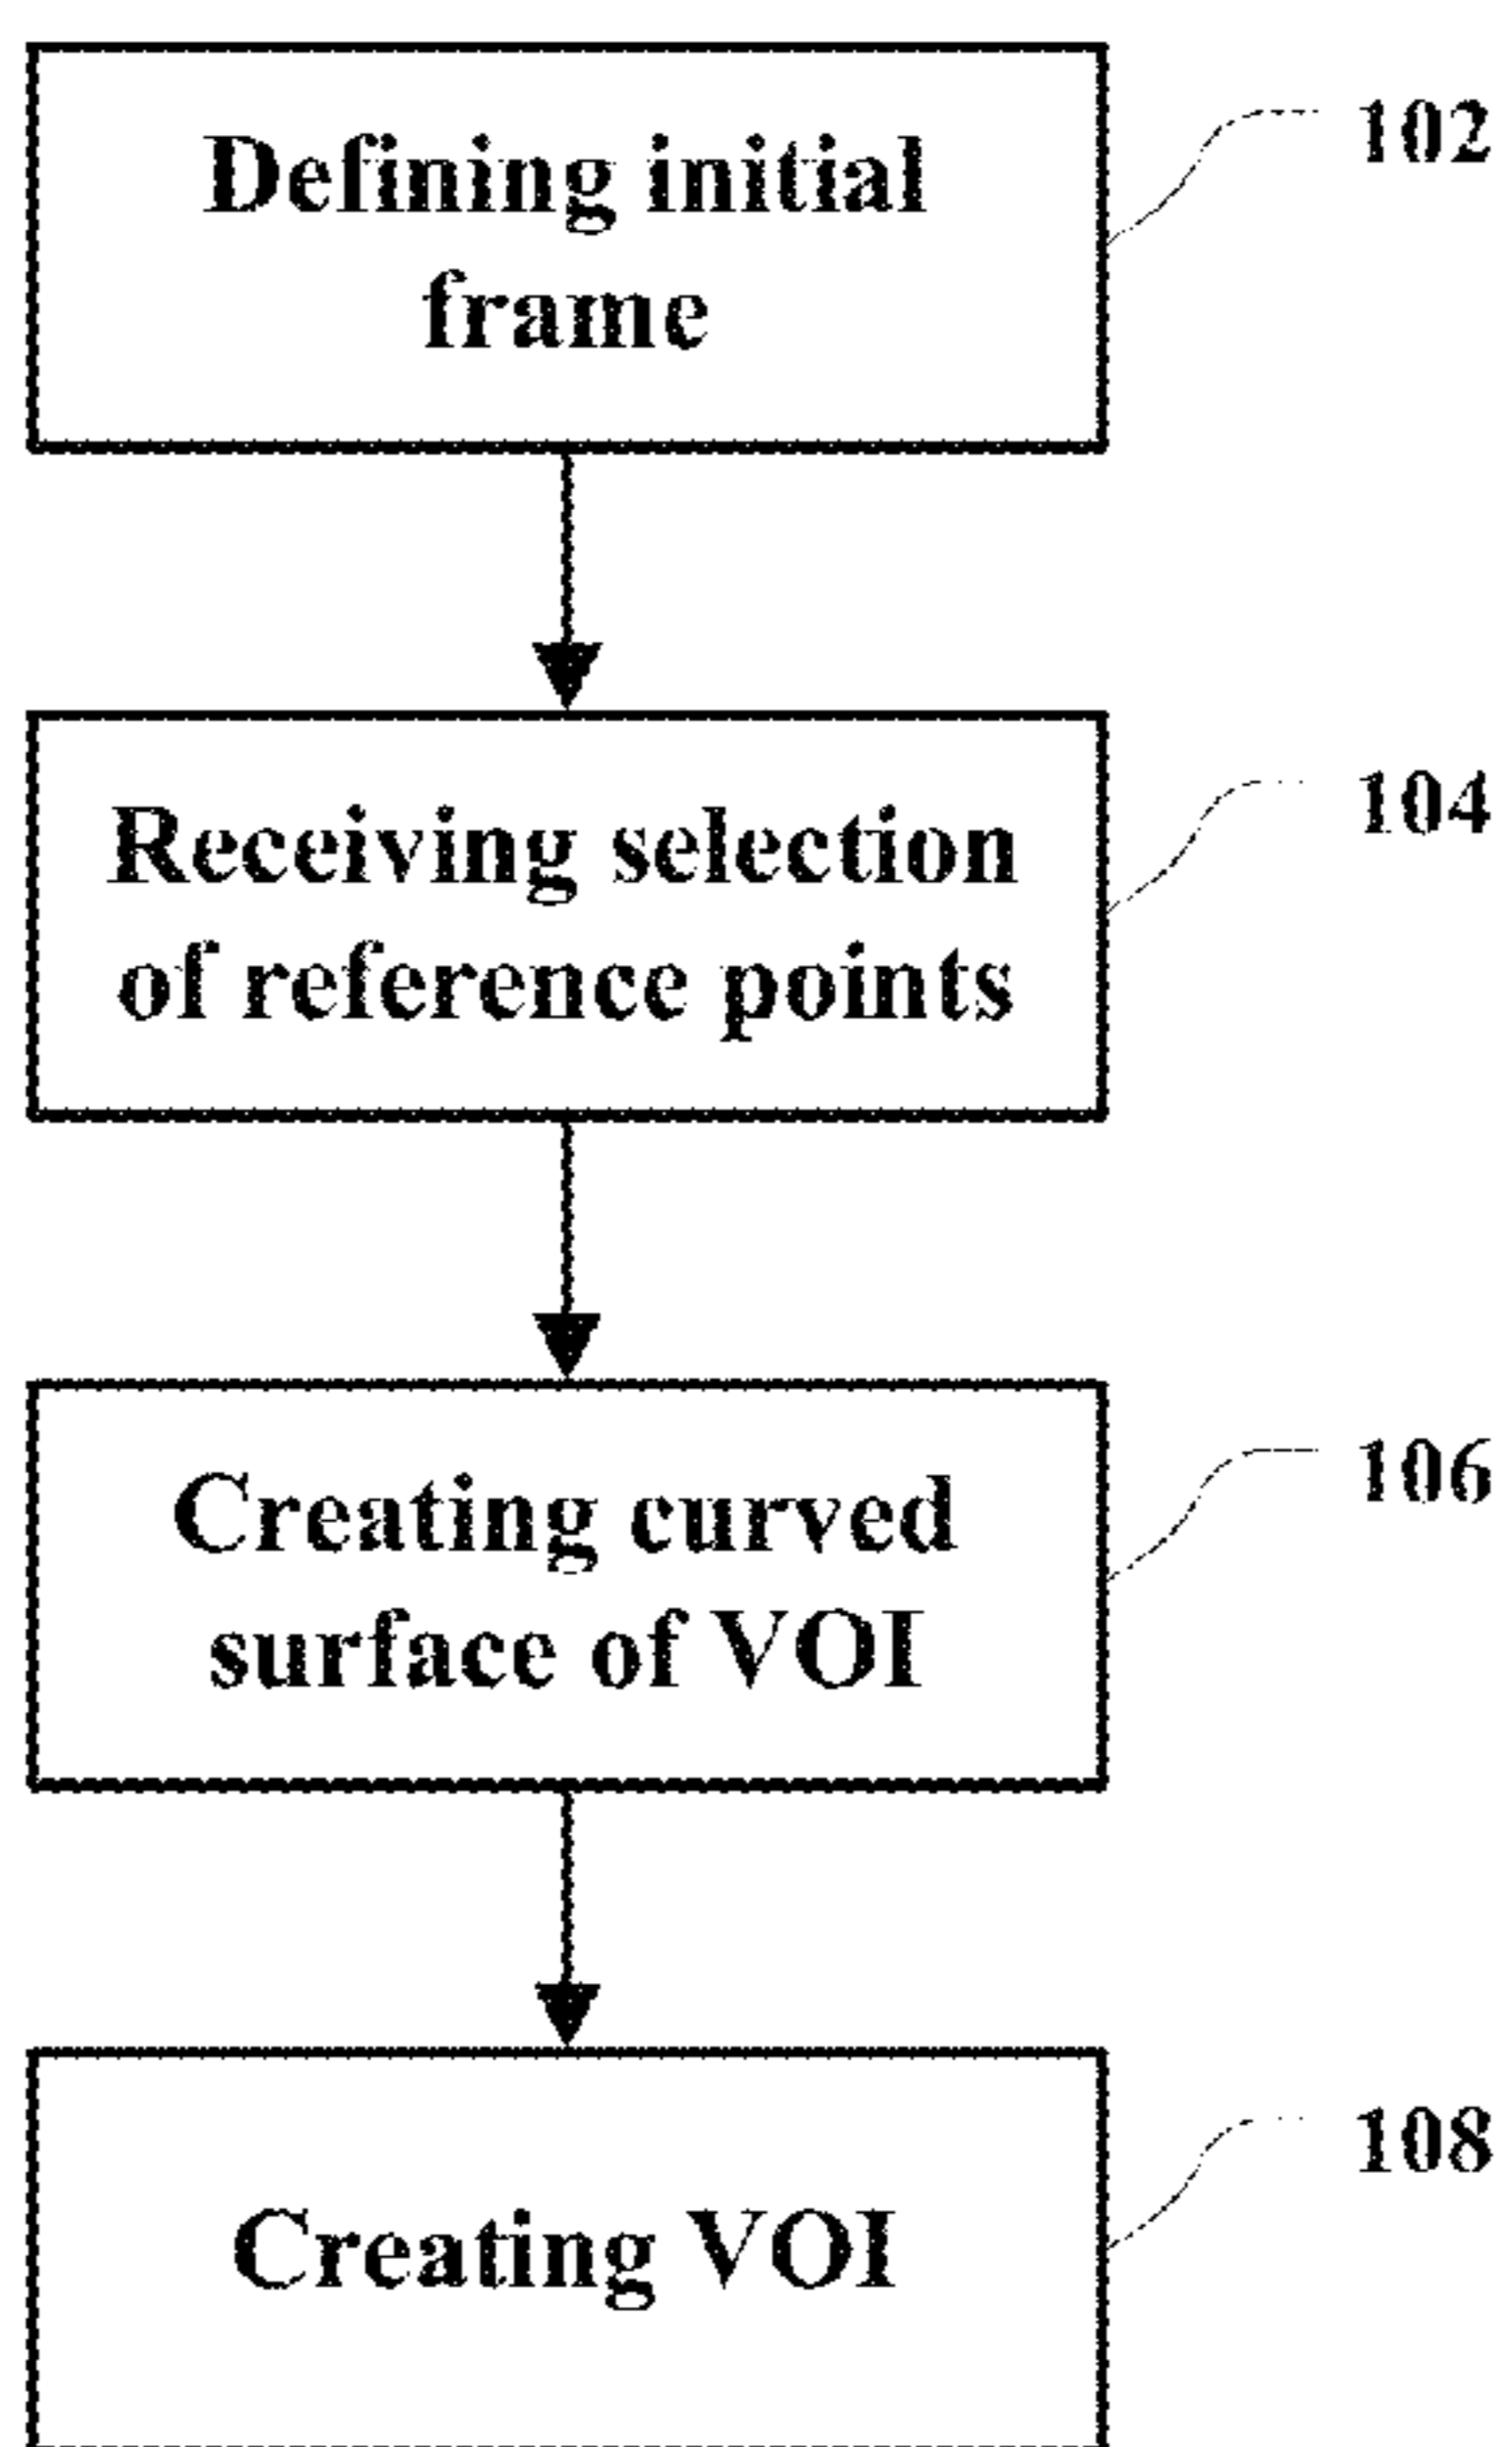 Defining initial
frame
102
Receiving selection
of reference points
104
Creating curved
surface of VOI
106
Creating VOI
108